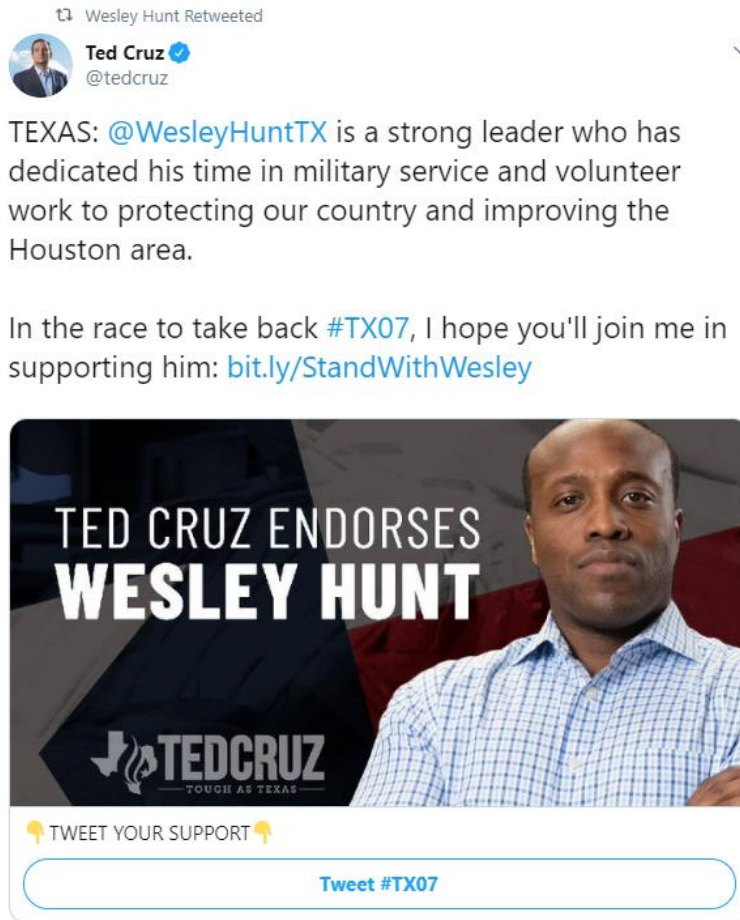 Wesley Hunt Retweeted
Ted Cruz
@tedcruz
TEXAS: @WesleyHuntTX is a strong leader who has
dedicated his time in military service and volunteer
work to protecting our country and improving the
Houston area.
In the race to take back #TX07, I hope you'll join me in
supporting him: bit.ly/StandWithWesley
TED CRUZ ENDORSES
WESLEY HUNT
TEDCRUZ
TOUGH AS TEXAS
👇TWEET YOUR SUPPORT👇
Tweet #TX07